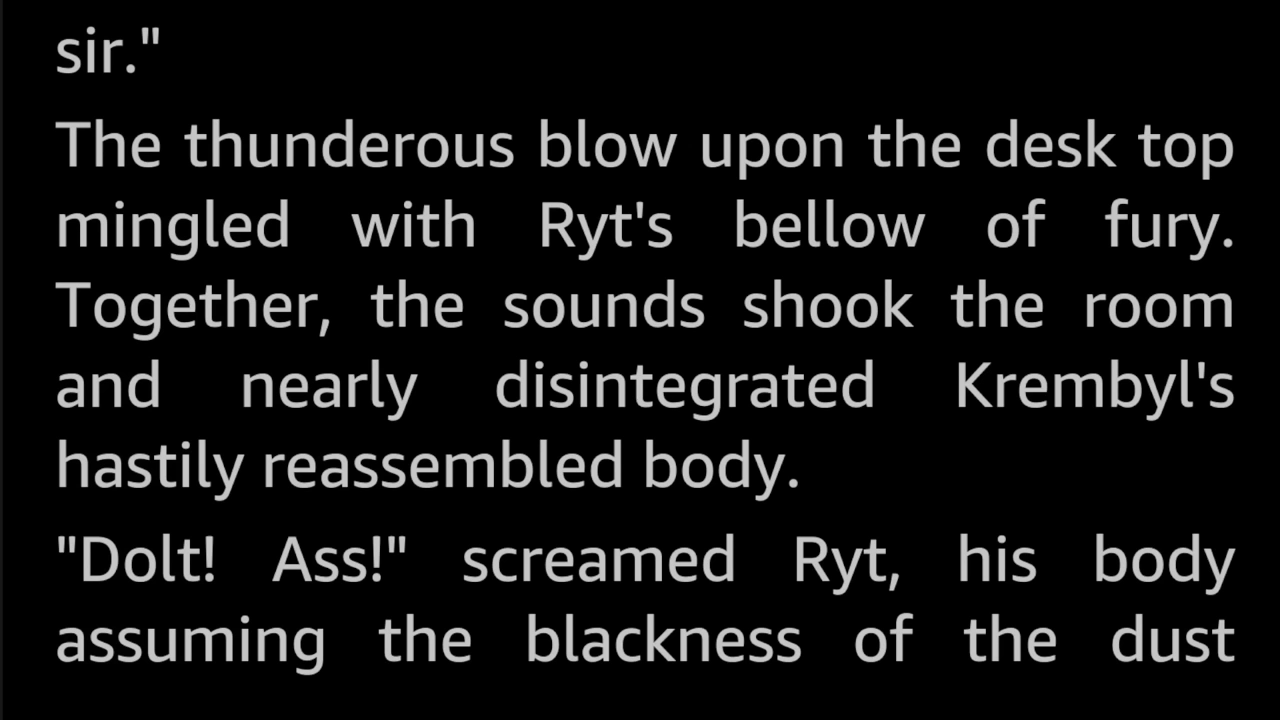 sir."
The thunderous blow upon the desk top
mingled with Ryt's bellow of fury.
Together, the sounds shook the room
and nearly disintegrated Krembyl's
hastily reassembled body.
"Dolt! Ass!" screamed Ryt, his body
assuming the blackness of the dust